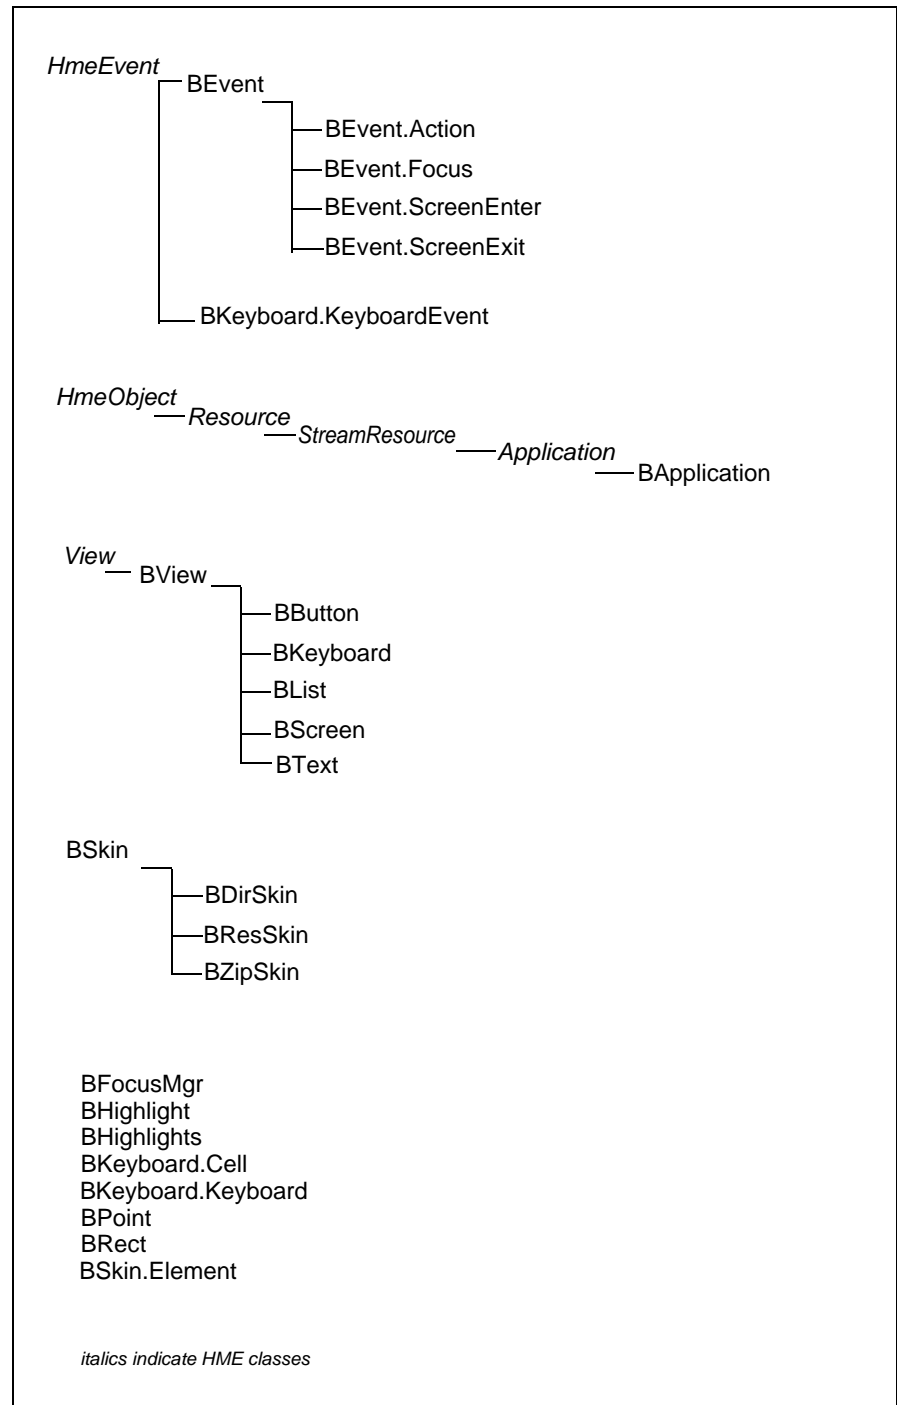 HmeEvent
BEvent
BEvent.Action
BEvent.Focus
BEvent.ScreenEnter
BEvent.ScreenExit
BKeyboard.KeyboardEvent
HmeObject
Resource
StreamResource
Application
BApplication
View
BView
BButton
BKeyboard
BList
BScreen
BText
BSkin
BDirSkin
BResSkin
BZipSkin
BFocusMgr
BHighlight
BHighlights
BKeyboard.Cell
BKeyboard.Keyboard
BPoint
BRect
BSkin.Element
italics indicate HME classes